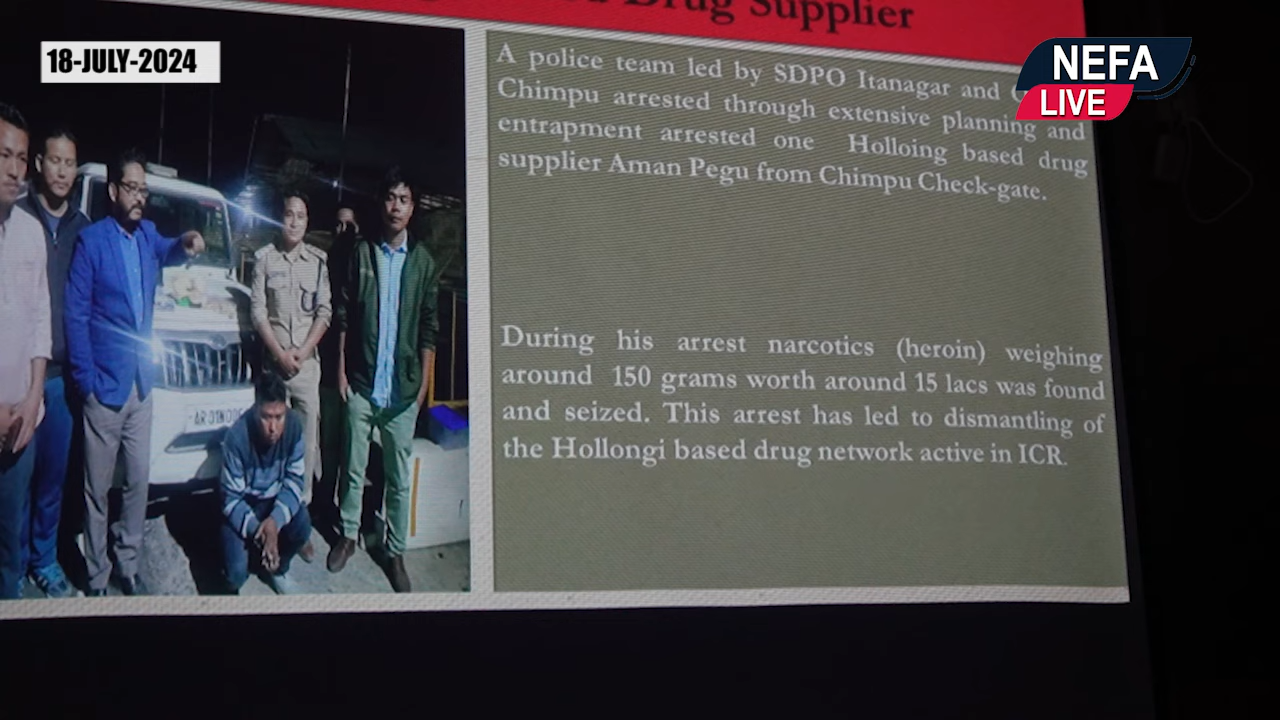 Drug Supplier
18-JULY-2024
NEFA
LIVE
A police team led by SDPO Itanagar and
Chimpu arrested through extensive planning and
entrapment arrested one Holloing based drug
supplier Aman Pegu from Chimpu Check-gate.
During his arrest narcotics (heroin) weighing
around 150 grams worth around 15 lacs was found
and seized. This arrest has led to dismantling of
the Hollongi based drug network active in ICR.